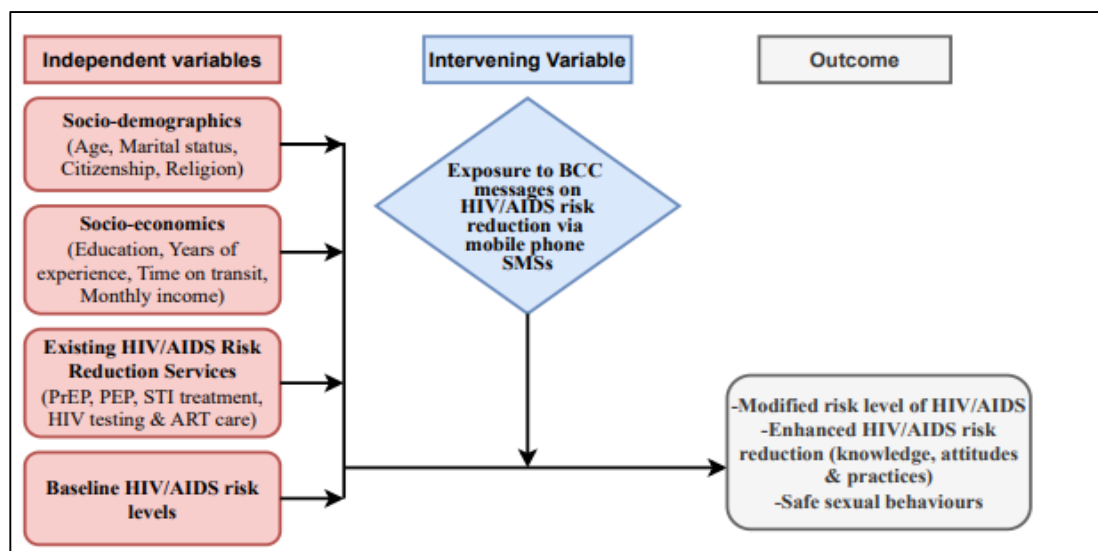 Independent variables
Intervening Variable
Outcome
Socio-demographics
(Age, Marital status,
Citizenship, Religion)
Socio-economics
(Education, Years of
experience, Time on transit,
Monthly income)
Existing HIV/AIDS Risk
Reduction Services
(PrEP, PEP, STI treatment,
HIV testing & ART care)
Baseline HIV/AIDS risk
levels
Exposure to BCC
messages on
HIV/AIDS risk
reduction via
mobile phone
SMSs
-Modified risk level of HIV/AIDS
-Enhanced HIV/AIDS risk
reduction (knowledge, attitudes
& practices)
-Safe sexual behaviours